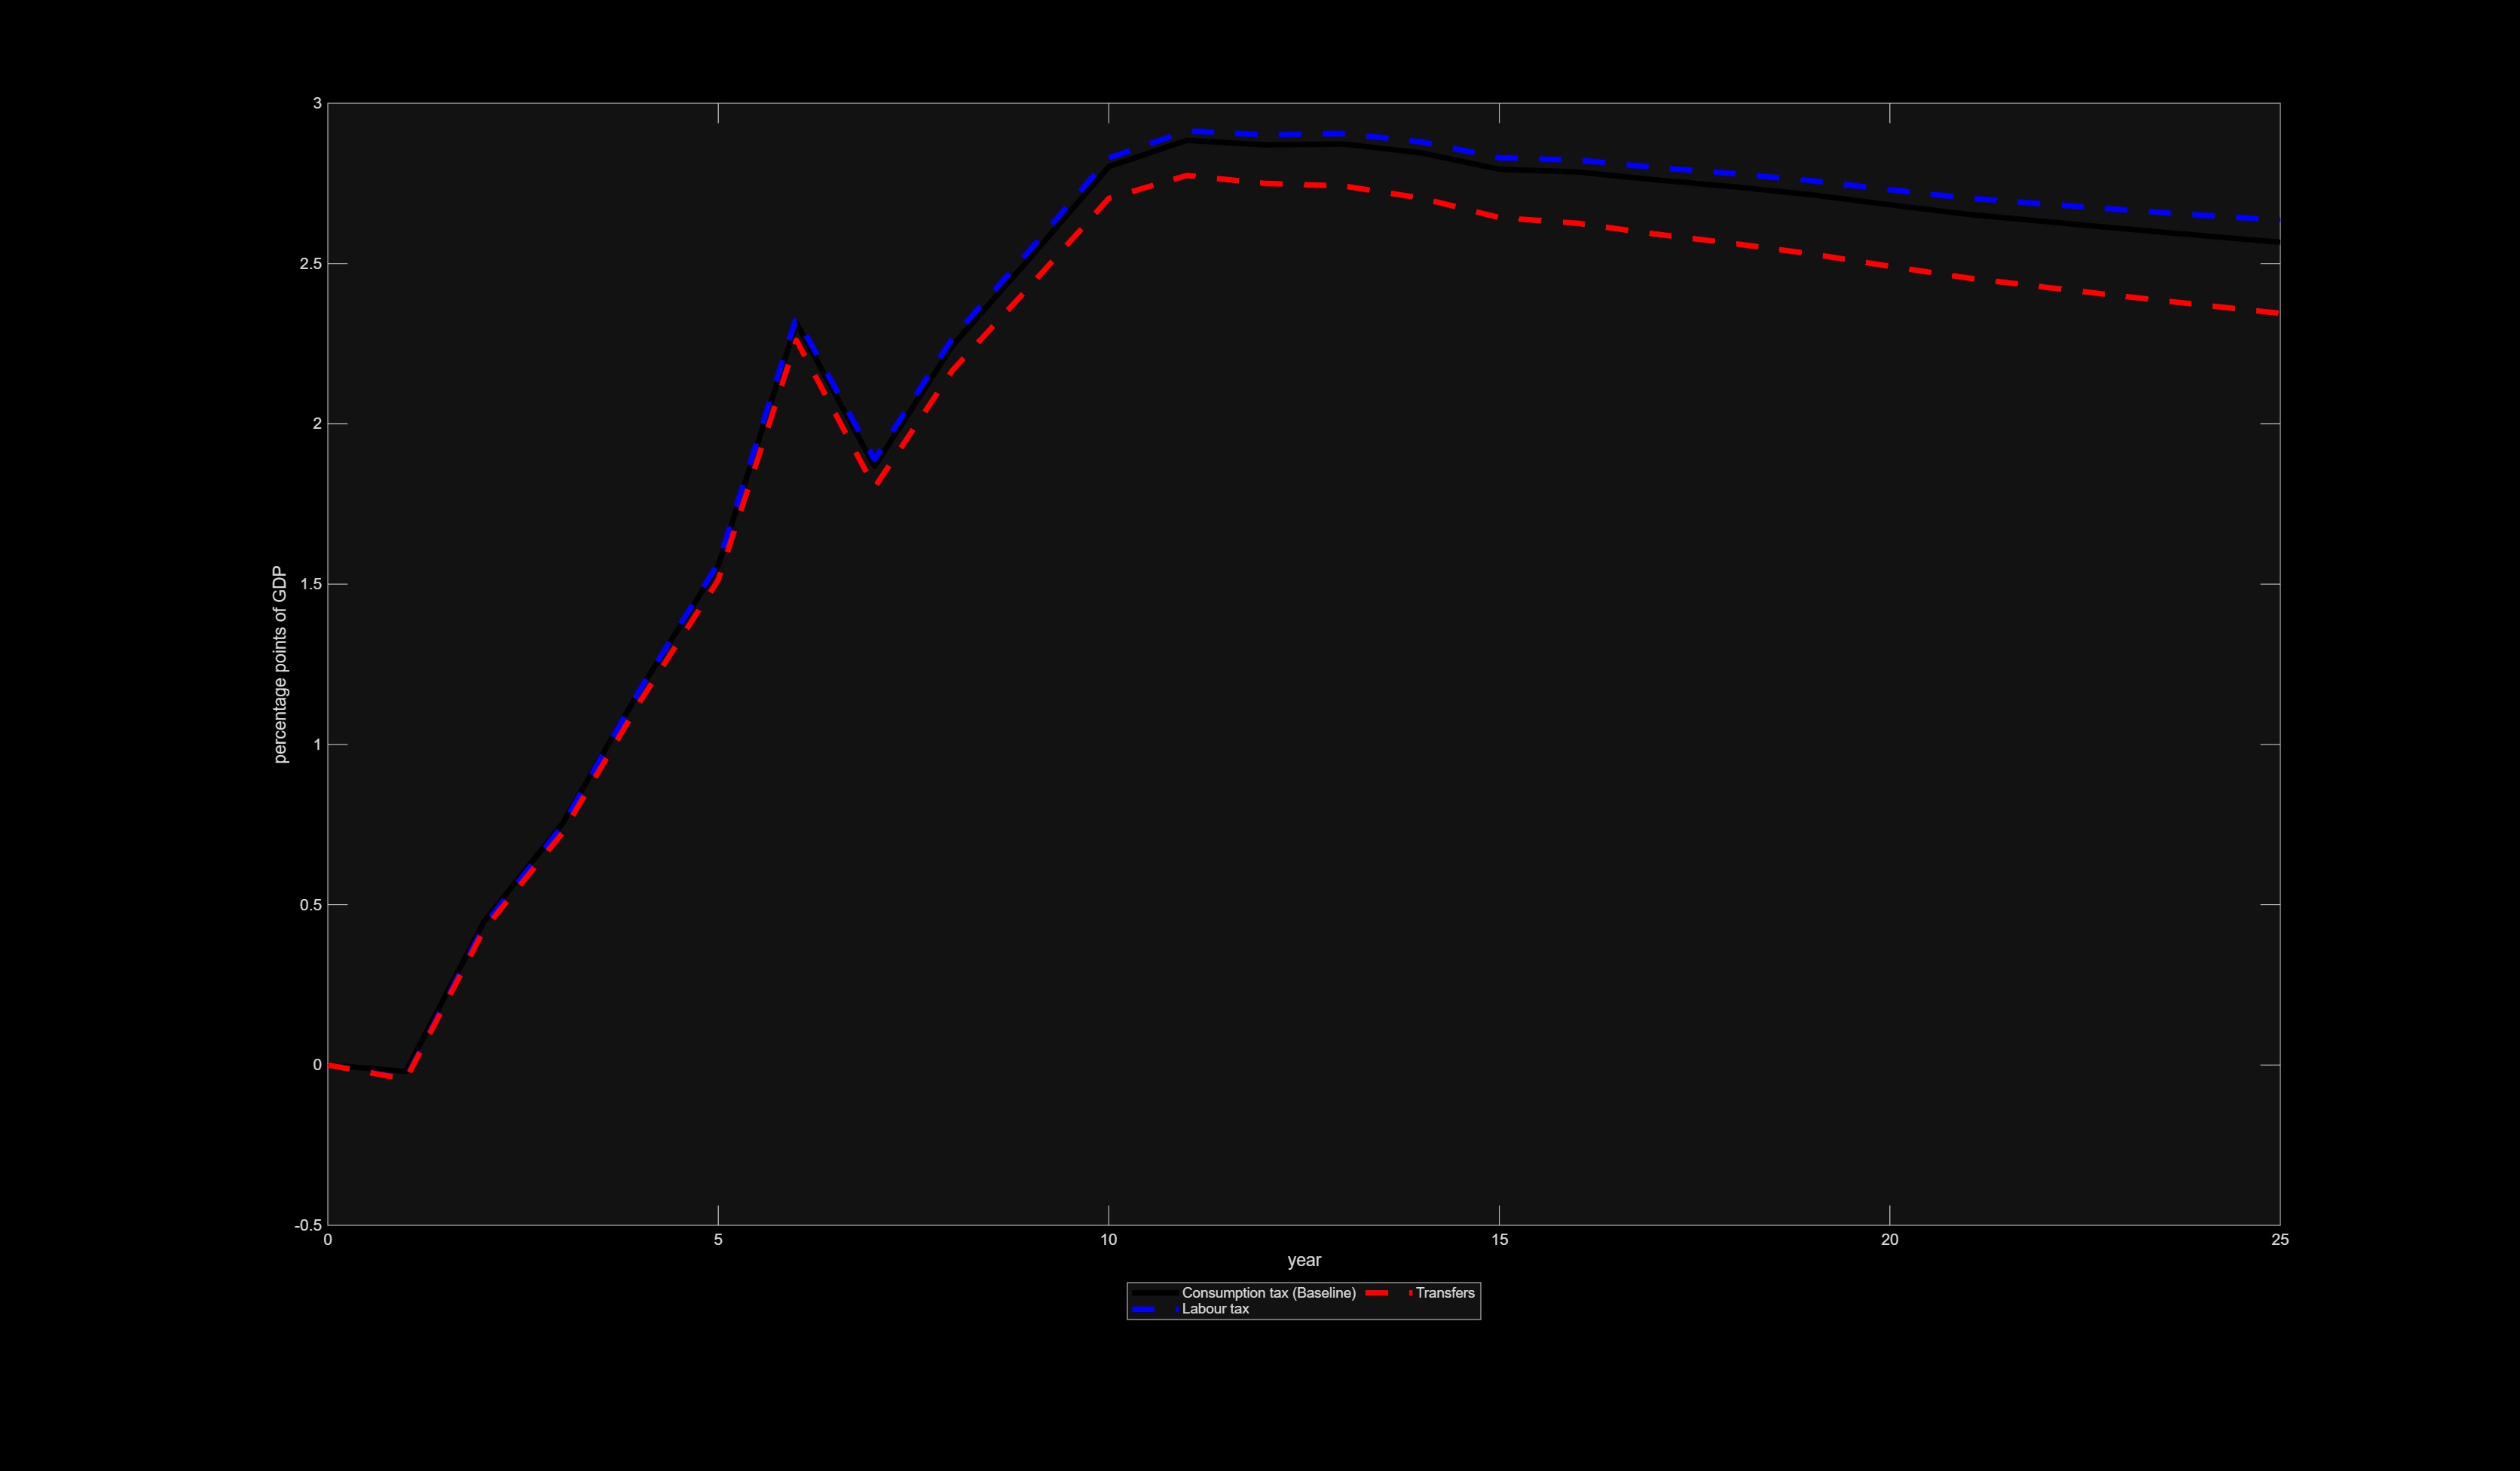 3
2.5
2
1.5
1
0.5
0
-0.5
percentage points of GDP
0 5 10 15 20 25
year
Consumption tax (Baseline) Transfers
Labour tax